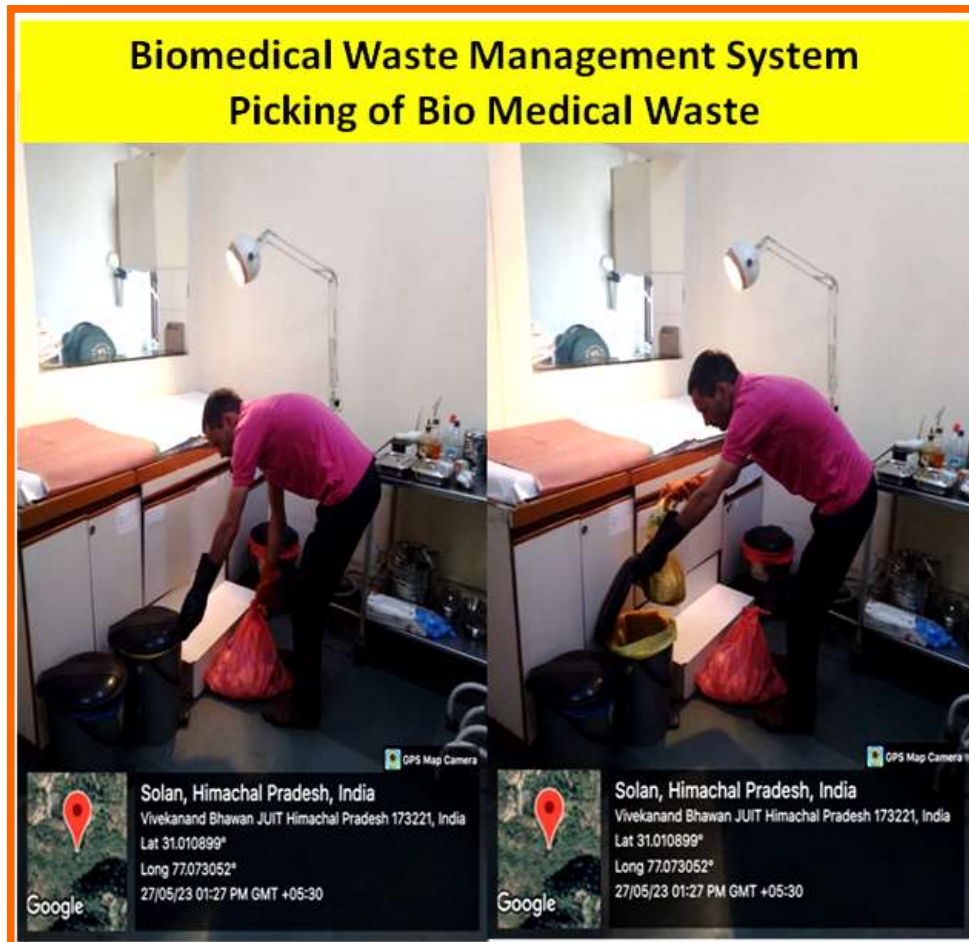 Biomedical Waste Management System
Picking of Bio Medical Waste
GPS Map Camera
Solan, Himachal Pradesh, India
Vivekanand Bhawan JUIT Himachal Pradesh 173221, India
Lat 31.010899°
Long 77.073052°
27/05/23 01:27 PM GMT +05:30
Google
GPS Map Camera
Solan, Himachal Pradesh, India
Vivekanand Bhawan JUIT Himachal Pradesh 173221, India
Lat 31.010899°
Long 77.073052°
27/05/23 01:27 PM GMT +05:30
Google